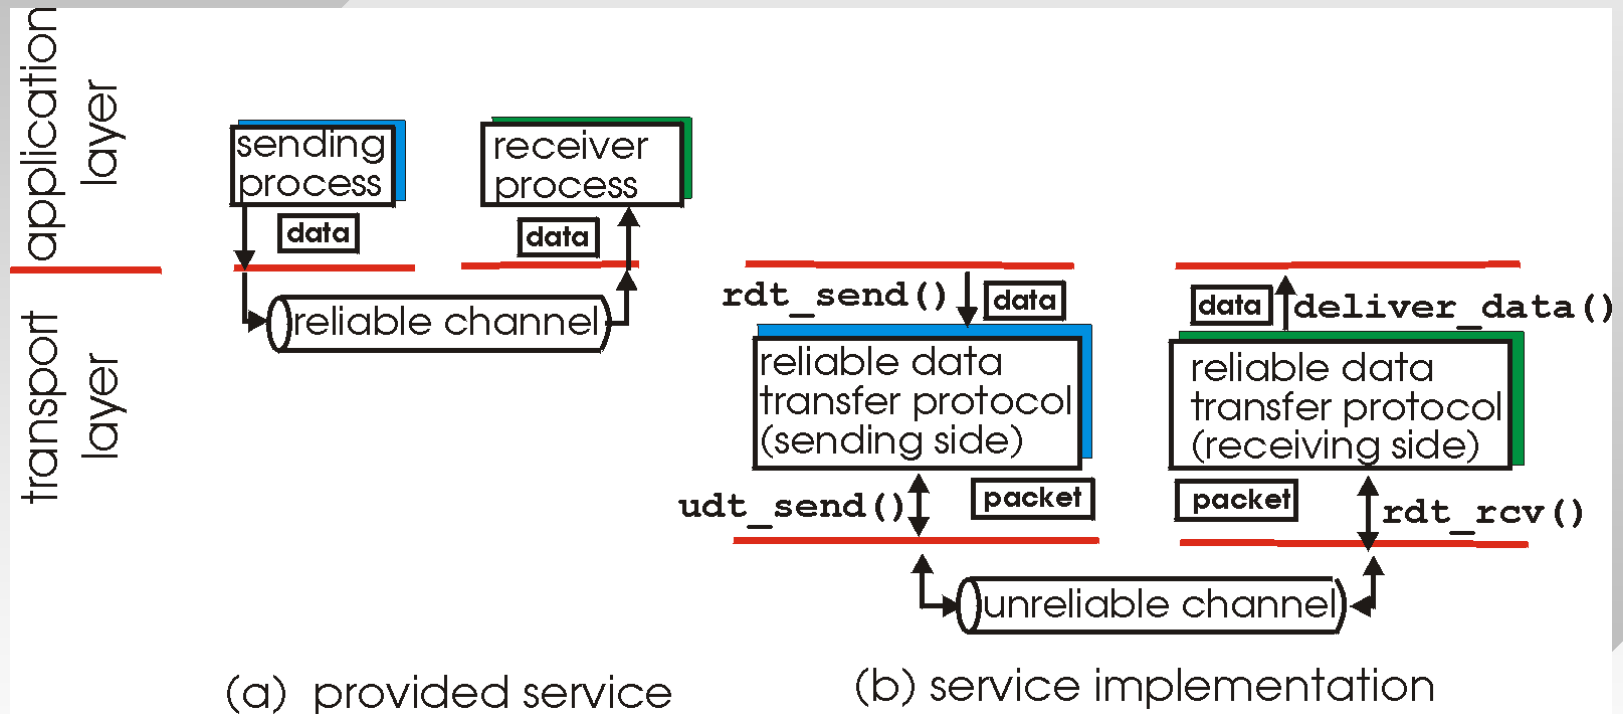 application
layer
transport
layer
sending
process
data
receiver
process
data
reliable channel
(a) provided service
rdt_send()
data
reliable data
transfer protocol
(sending side)
udt_send()
packet
data
deliver_data()
reliable data
transfer protocol
(receiving side)
packet
rdt_rcv()
unreliable channel
(b) service implementation